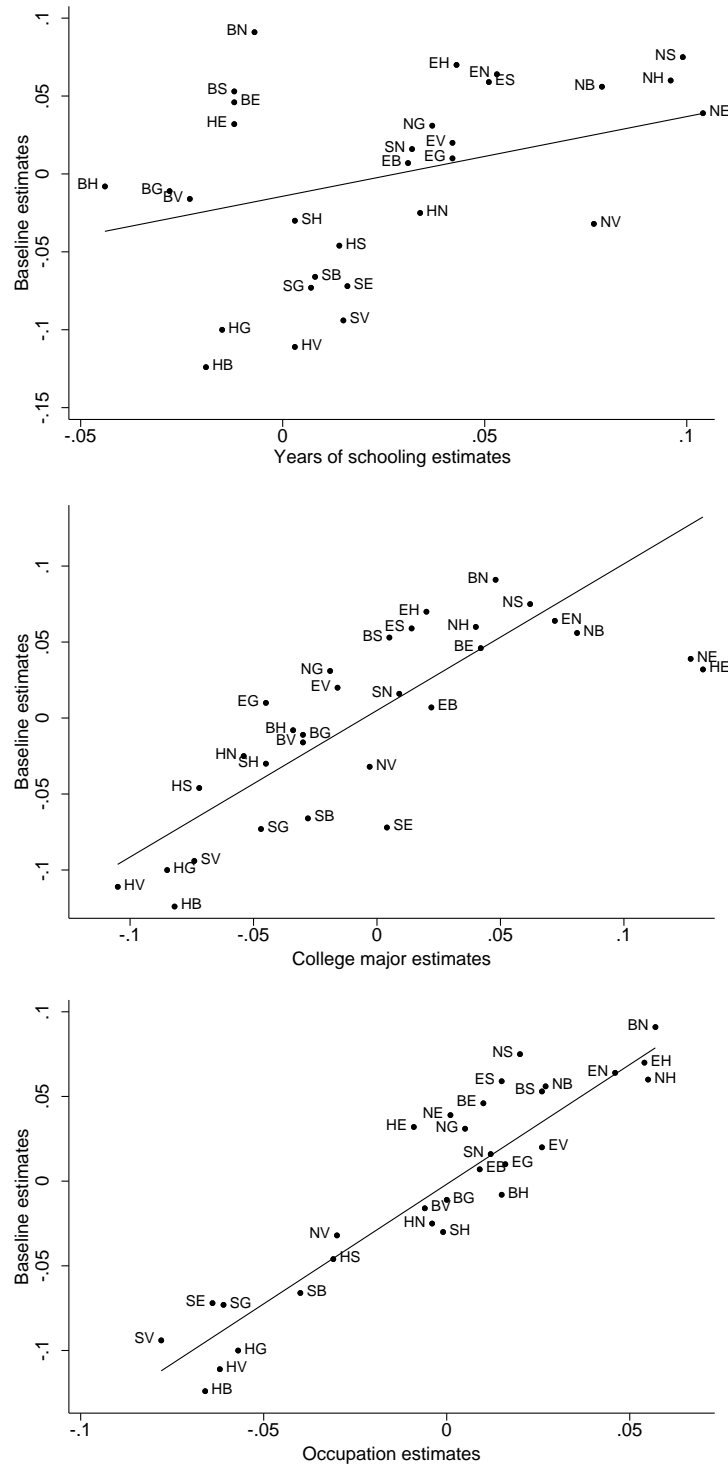 Baseline estimates
.1
.05
0
-.05
-.1
-.15
BN
NS
EH
EN
NH
ES
NB
BS
BE
NE
HE
NG
EV
SN
EG
EB
BH
BG
BV
HN
SH
NV
HS
SB
SE
SG
SV
HG
HV
HB
-.05 0 .05 .1
Years of schooling estimates
Baseline estimates
.1
.05
0
-.05
-.1
BN
NS
EH
EN
ES
NH
NB
BS
BE
NE
HE
NG
EV
SN
EG
EB
BH
BG
BV
HN
SH
NV
HS
SB
SG
SE
SV
HG
HV
HB
-.1 -.05 0 .05 .1
College major estimates
Baseline estimates
.1
.05
0
-.05
-.1
BN
NS
EH
EN
NH
ES
NB
BS
BE
NE
HE
NG
EV
SN
EG
EB
BH
BG
BV
HN
SH
NV
HS
SB
SE
SG
SV
HG
HV
HB
-.1 -.05 0 .05
Occupation estimates